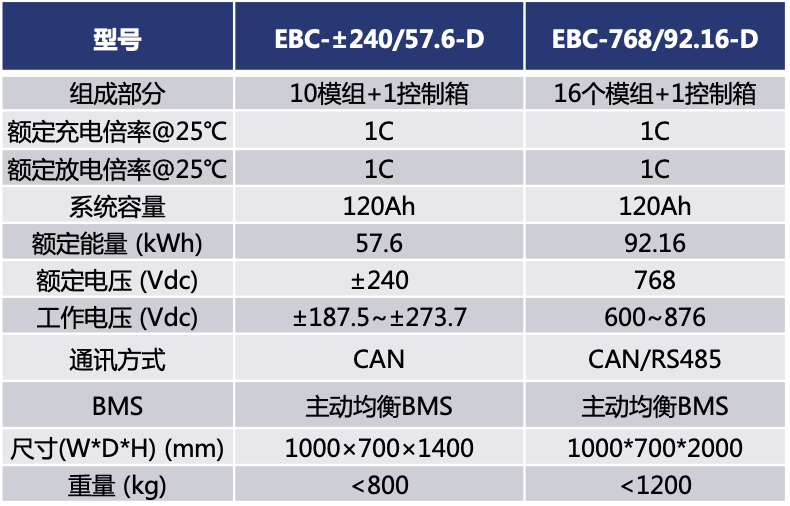 型号 EBC-±240/57.6-D EBC-768/92.16-D
组成部分 10模组+1控制箱 16个模组+1控制箱
额定充电倍率@25℃ 1C 1C
额定放电倍率@25℃ 1C 1C
系统容量 120Ah 120Ah
额定能量 (kWh) 57.6 92.16
额定电压 (Vdc) ±240 768
工作电压 (Vdc) ±187.5~±273.7 600~876
通讯方式 CAN CAN/RS485
BMS 主动均衡BMS 主动均衡BMS
尺寸(W*D*H) (mm) 1000×700×1400 1000*700*2000
重量 (kg) <800 <1200